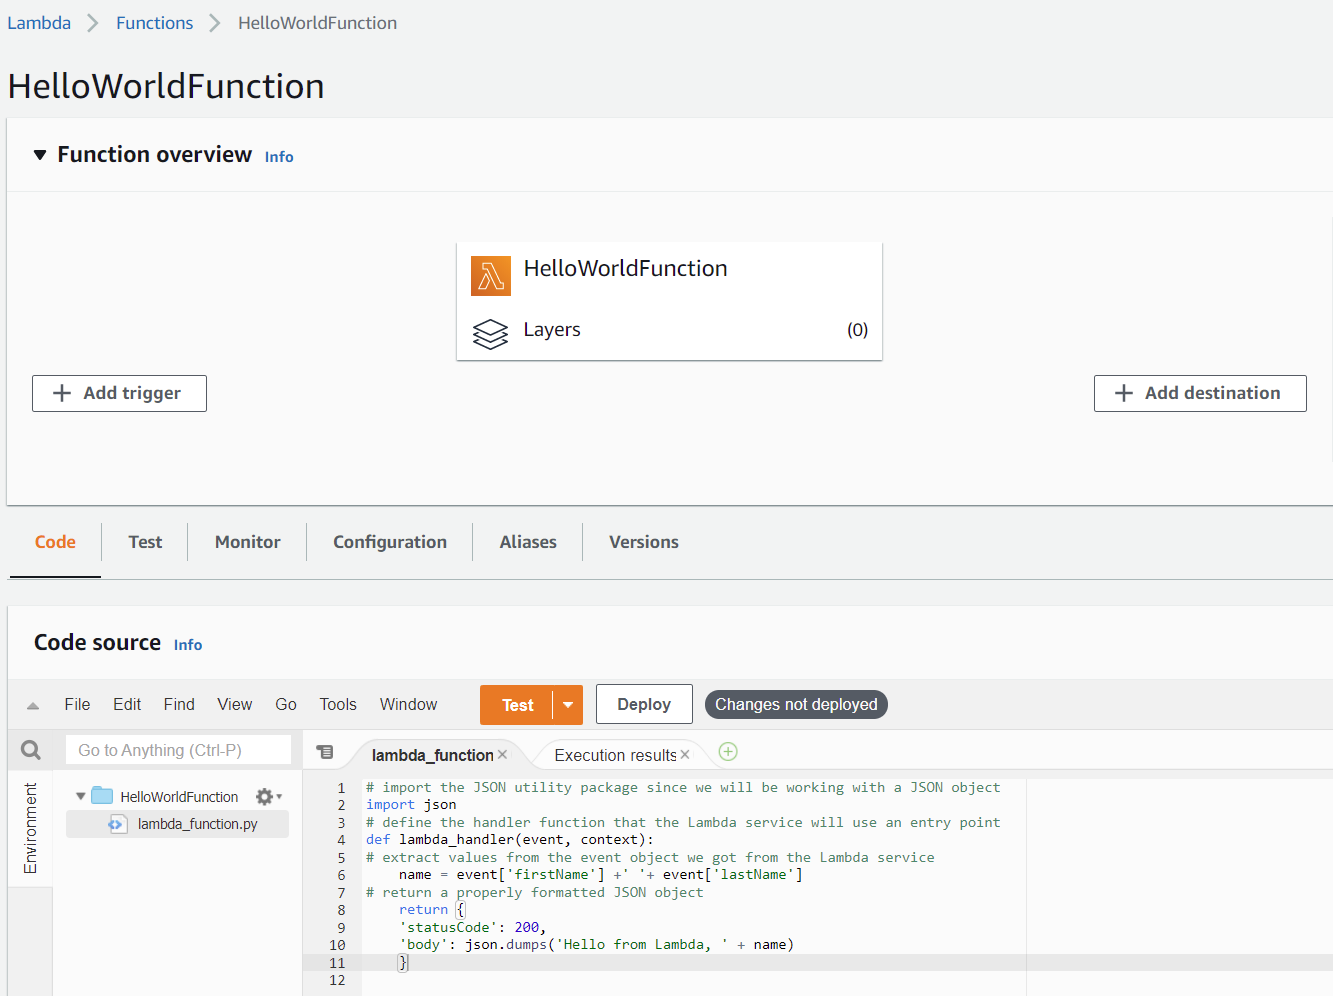 Lambda > Functions > HelloWorldFunction
HelloWorldFunction
Function overview Info
HelloWorldFunction
Layers (0)
+ Add trigger
+ Add destination
Code Test Monitor Configuration Aliases Versions
Code source Info
File Edit Find View Go Tools Window Test Deploy Changes not deployed
Go to Anything (Ctrl-P)
lambda_function × Execution results ×
Environment
HelloWorldFunction
lambda_function.py
1 # import the JSON utility package since we will be working with a JSON object
2 import json
3 # define the handler function that the Lambda service will use an entry point
4 def lambda_handler(event, context):
5 # extract values from the event object we got from the Lambda service
6     name = event['firstName'] +' '+ event['lastName']
7 # return a properly formatted JSON object
8     return {
9     'statusCode': 200,
10     'body': json.dumps('Hello from Lambda, ' + name)
11     }
12